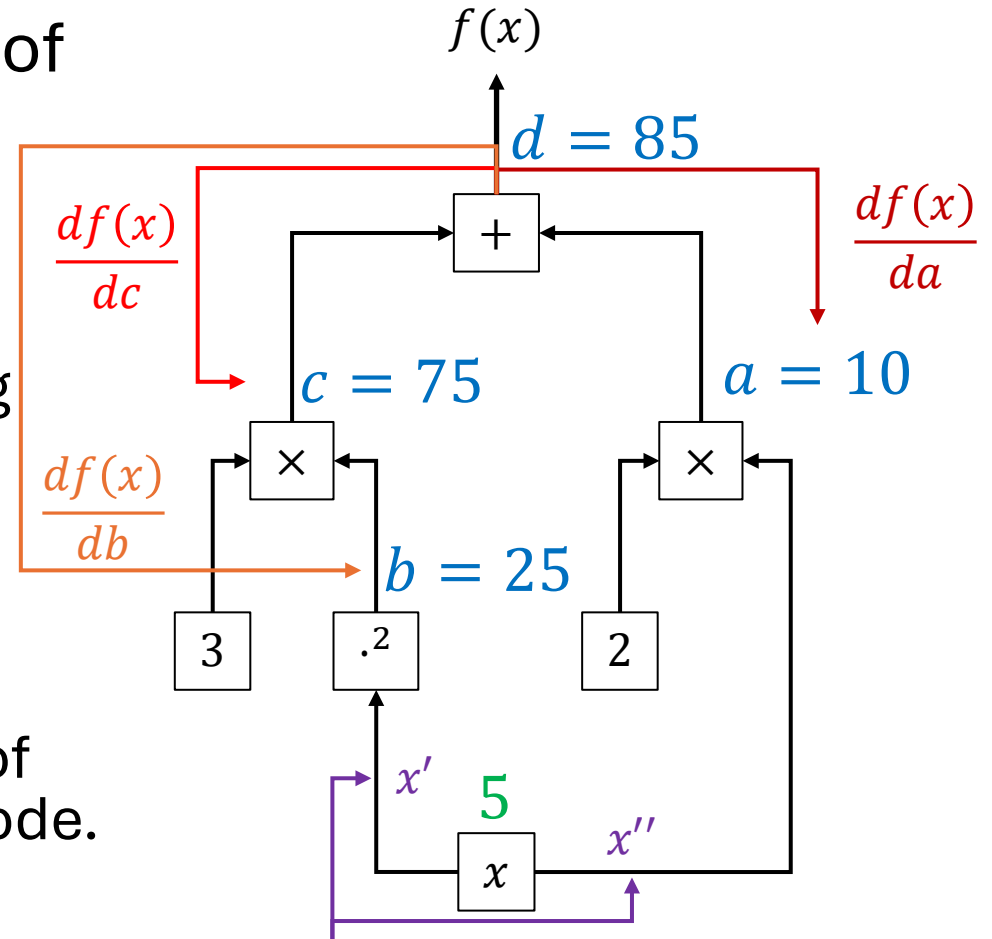 f(x)
of
d = 85
df(x)
dc
+
df(x)
da
g
c = 75
a = 10
×
×
df(x)
db
b = 25
3
.²
2
of
x′
5
ode.
x′′
x